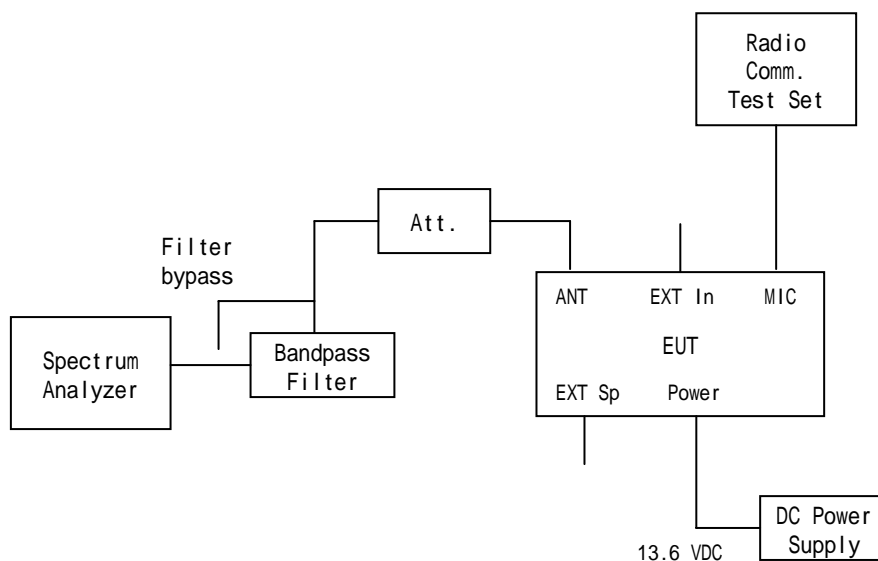 Radio
Comm.
Test Set
Att.
Filter
bypass
ANT EXT In MIC
EUT
EXT Sp Power
Spectrum
Analyzer
Bandpass
Filter
DC Power
Supply
13.6 VDC